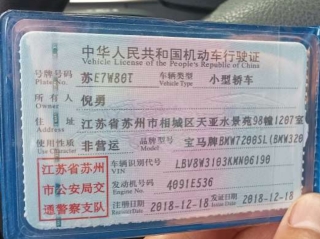 中华人民共和国机动车行驶证
Vehicle License of the People's Republic of China
号牌号码 苏E7W80T 车辆类型 小型轿车
Plate No. Vehicle Type
所有人 倪勇
Owner
住址 江苏省苏州市相城区天亚水景苑98幢1207室
Address
使用性质 非营运 品牌型号 宝马牌BMW7200SL(BMW320
Use Character Model
江苏省苏州市公安局交通警察支队
车辆识别代号 LBV8W3103KMN06190
VIN
发动机号码 4091E536
Engine No.
注册日期 2018-12-18 发证日期 2018-12-18
Register Date Issue Date